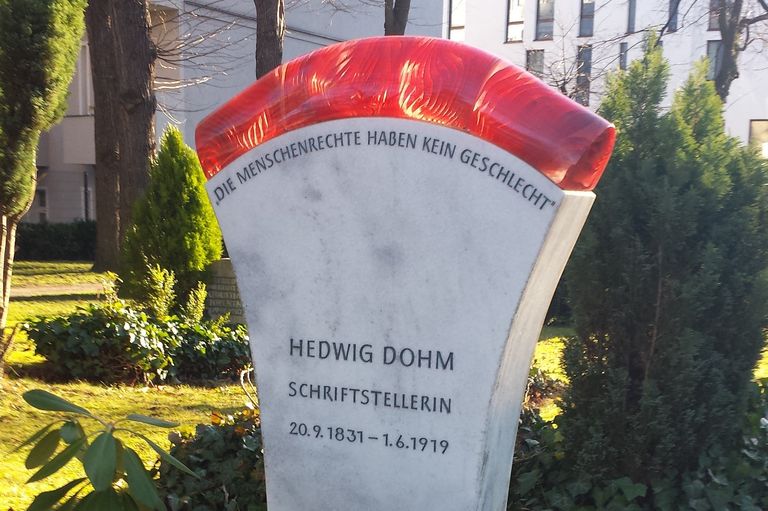 „DIE MENSCHENRECHTE HABEN KEIN GESCHLECHT"
HEDWIG DOHM
SCHRIFTSTELLERIN
20.9.1831 – 1.6.1919